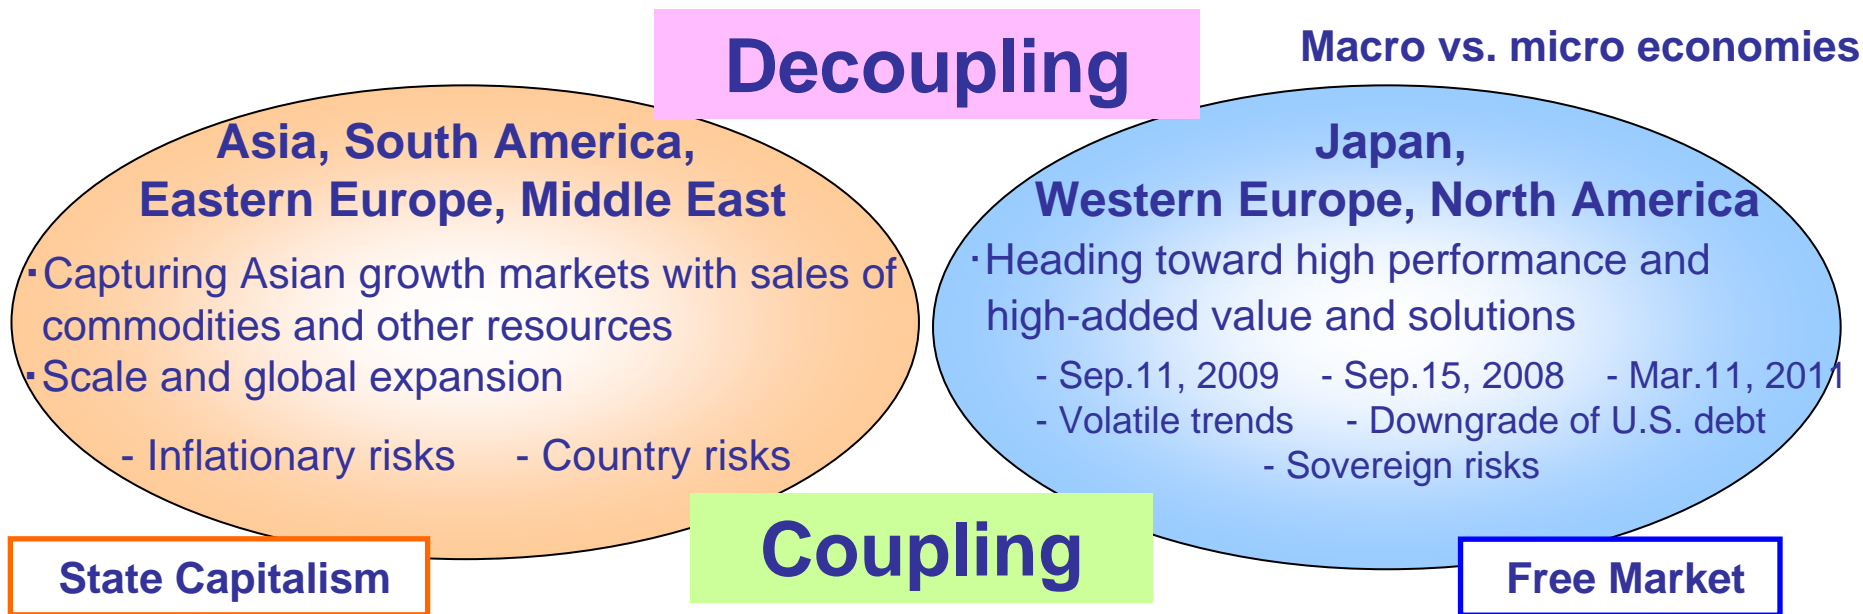 Decoupling
Macro vs. micro economies
Asia, South America,
Eastern Europe, Middle East
・Capturing Asian growth markets with sales of
commodities and other resources
・Scale and global expansion
- Inflationary risks - Country risks
State Capitalism
Japan,
Western Europe, North America
・Heading toward high performance and
high-added value and solutions
- Sep.11, 2009 - Sep.15, 2008 - Mar.11, 2011
- Volatile trends - Downgrade of U.S. debt
- Sovereign risks
Coupling
Free Market